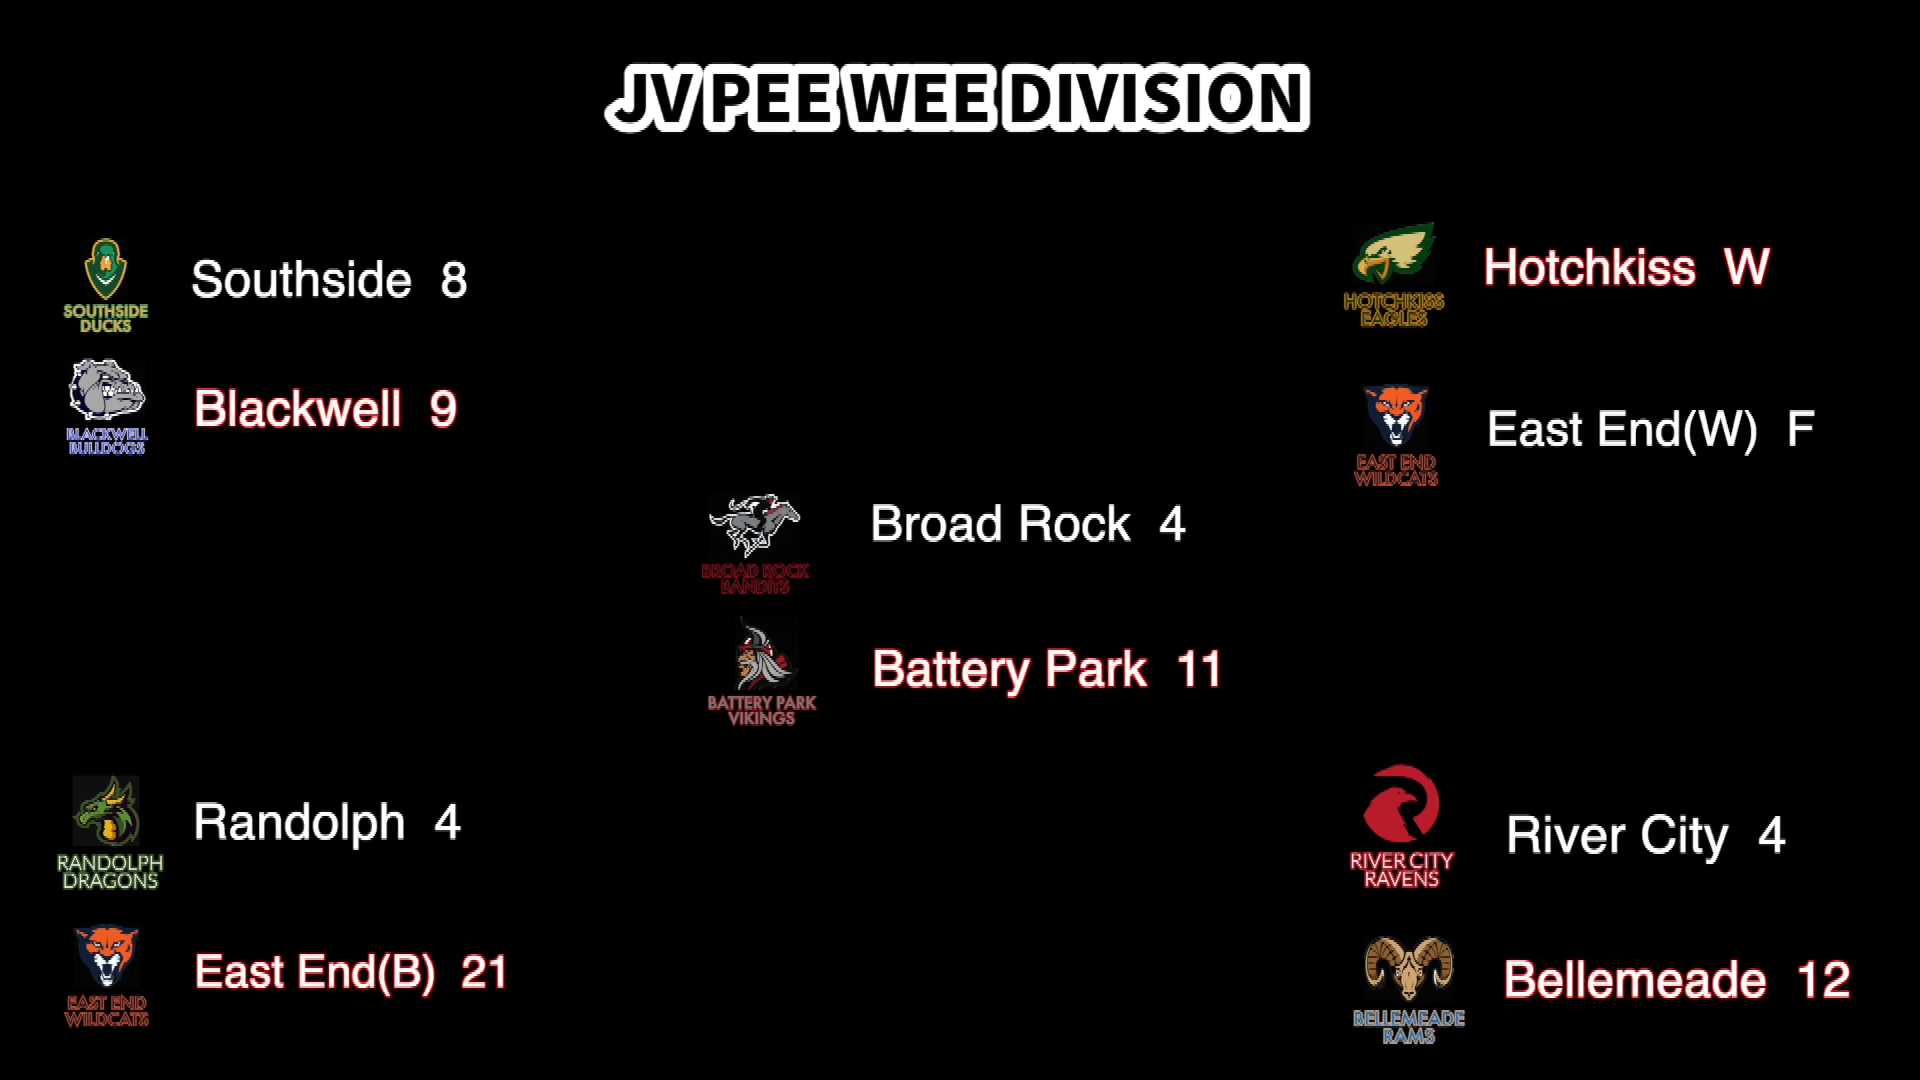 JV PEE WEE DIVISION
SOUTHSIDE
DUCKS
Southside 8
BLACKWELL
BULLDOGS
Blackwell 9
HOTCHKISS
EAGLES
Hotchkiss W
EAST END
WILDCATS
East End(W) F
BROAD ROCK
BANDITS
Broad Rock 4
BATTERY PARK
VIKINGS
Battery Park 11
RANDOLPH
DRAGONS
Randolph 4
EAST END
WILDCATS
East End(B) 21
RIVER CITY
RAVENS
River City 4
BELLEMEADE
RAMS
Bellemeade 12